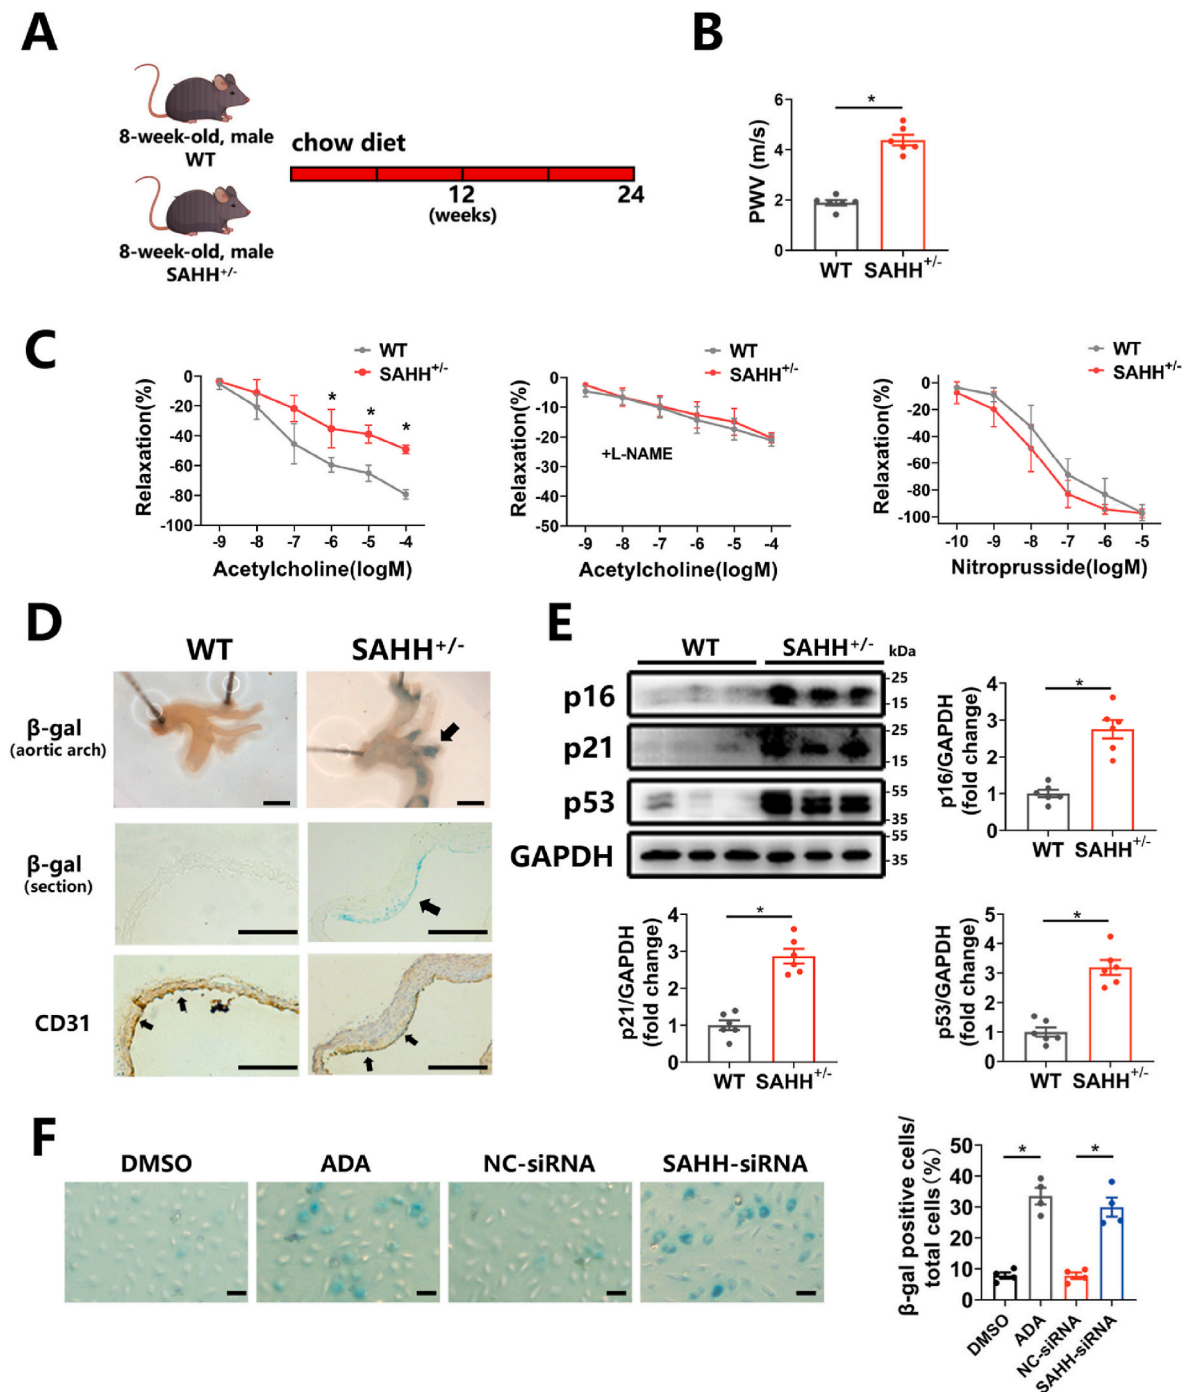 A
8-week-old, male
WT
8-week-old, male
SAHH+/-
chow diet
12
(weeks)
24
B
PWV (m/s)
6
4
2
0
*
WT
SAHH+/-
C
WT
SAHH+/-
Relaxation(%)
0
-20
-40
-60
-80
-100
*
*
*
-9 -8 -7 -6 -5 -4
Acetylcholine(logM)
WT
SAHH+/-
Relaxation(%)
0
-10
-20
-30
-40
-50
+L-NAME
-9 -8 -7 -6 -5 -4
Acetylcholine(logM)
WT
SAHH+/-
Relaxation(%)
0
-20
-40
-60
-80
-100
-10 -9 -8 -7 -6 -5
Nitroprusside(logM)
D
WT
SAHH+/-
β-gal
(aortic arch)
β-gal
(section)
CD31
E
WT
SAHH+/-
kDa
p16
25
15
p21
25
15
p53
55
35
GAPDH
55
35
p16/GAPDH
(fold change)
4
3
2
1
0
*
WT
SAHH+/-
p21/GAPDH
(fold change)
4
3
2
1
0
*
WT
SAHH+/-
p53/GAPDH
(fold change)
5
4
3
2
1
0
*
WT
SAHH+/-
F
DMSO
ADA
NC-siRNA
SAHH-siRNA
β-gal positive cells/
total cells(%)
50
40
30
20
10
0
*
*
DMSO
ADA
NC-siRNA
SAHH-siRNA